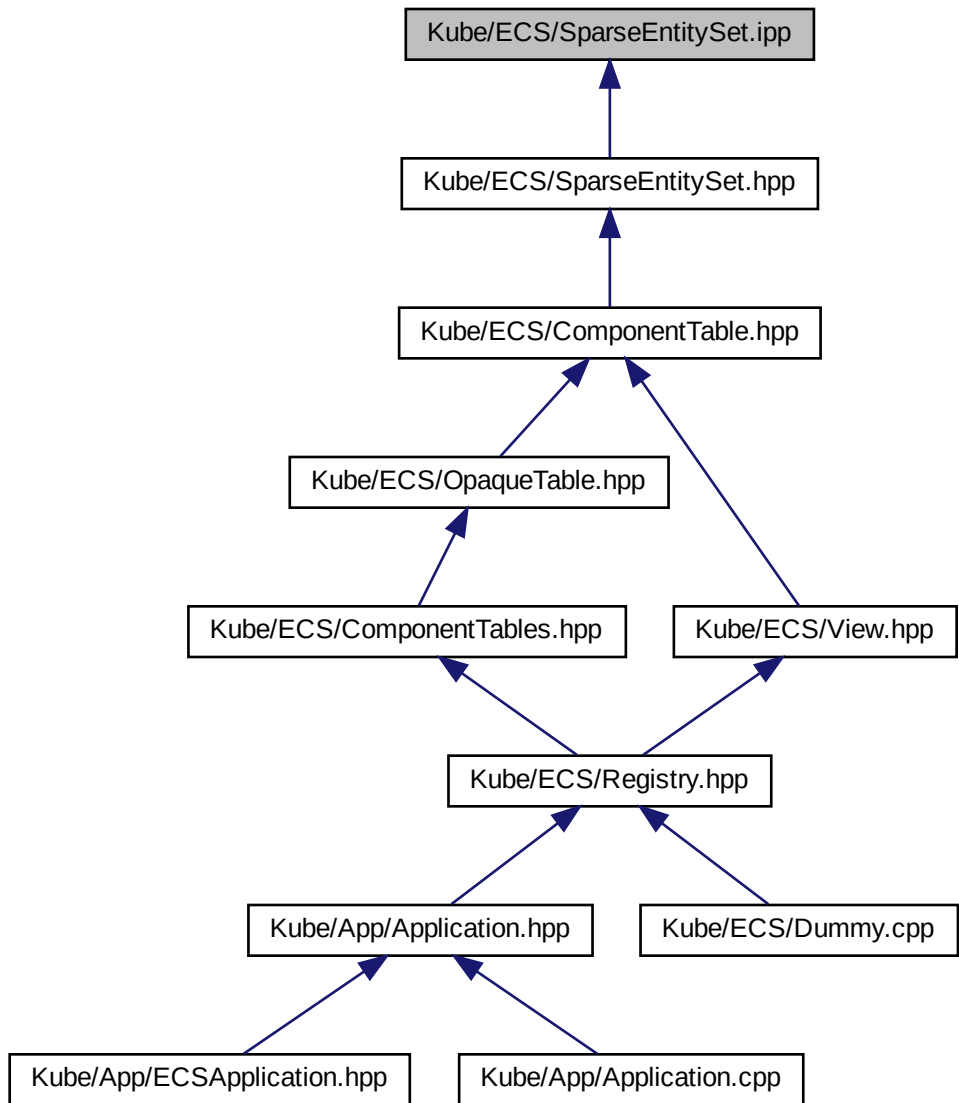 Kube/ECS/SparseEntitySet.ipp
Kube/ECS/SparseEntitySet.hpp
Kube/ECS/ComponentTable.hpp
Kube/ECS/OpaqueTable.hpp
Kube/ECS/ComponentTables.hpp
Kube/ECS/View.hpp
Kube/ECS/Registry.hpp
Kube/App/Application.hpp
Kube/ECS/Dummy.cpp
Kube/App/ECSApplication.hpp
Kube/App/Application.cpp